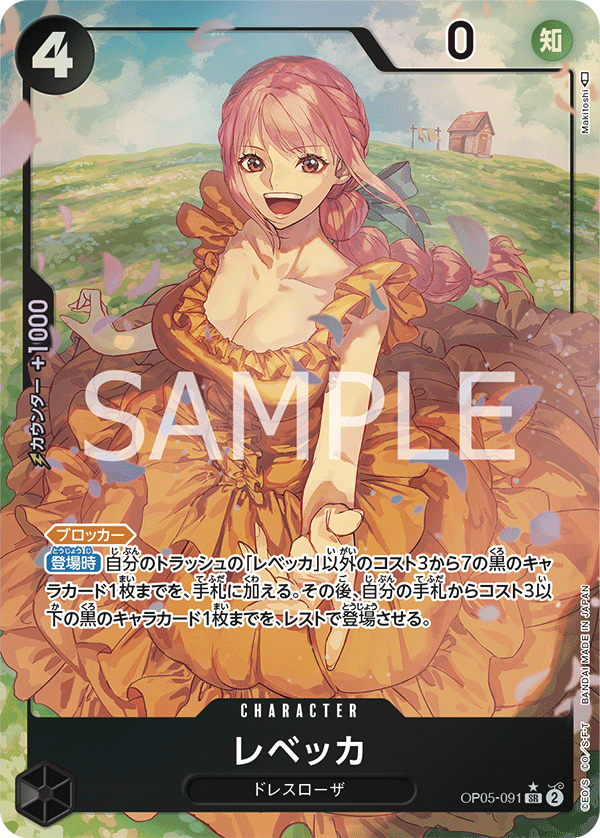 4
0
知
Makitoshi
カウンター +1000
SAMPLE
ブロッカー
登場時 自分のトラッシュの「レベッカ」以外のコスト3から7の黒のキャ
ラカード1枚までを、手札に加える。その後、自分の手札からコスト3以
下の黒のキャラカード1枚までを、レストで登場させる。
CHARACTER
レベッカ
ドレスローザ
OP05-091 SR 2
©E.O/S. ©O./S.F.T BANDAI MADE IN JAPAN